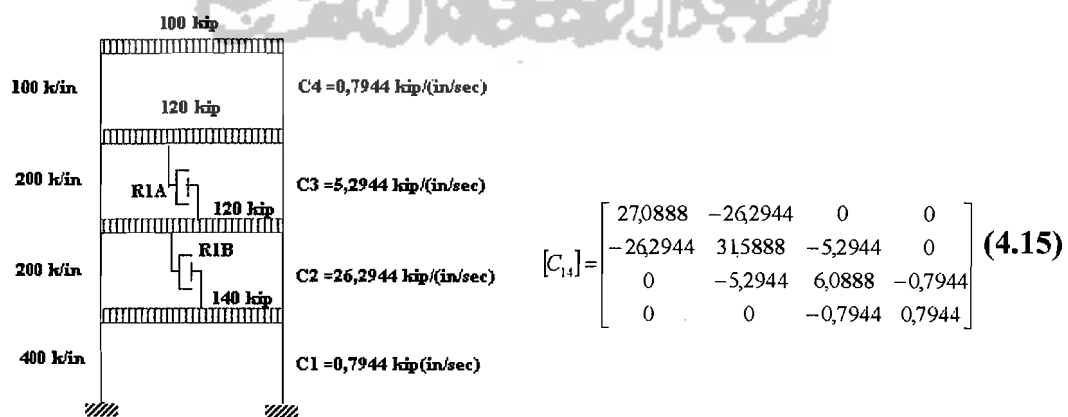 100 kip
100 k/in
C4 =0,7944 kip/(in/sec)
120 kip
200 k/in
R1A
C3 =5,2944 kip/(in/sec)
120 kip
R1B
200 k/in
C2 =26,2944 kip/(in/sec)
140 kip
400 k/in
C1 =0,7944 kip(in/sec)
[C₁₄]= 
27,0888 −26,2944 0 0
−26,2944 31,5888 −5,2944 0
0 −5,2944 6,0888 −0,7944
0 0 −0,7944 0,7944
(4.15)